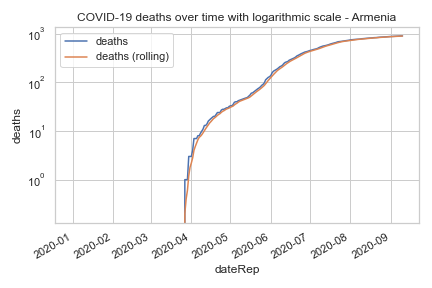 COVID-19 deaths over time with logarithmic scale - Armenia
deaths
deaths (rolling)
10³
10²
10¹
10⁰
deaths
2020-01
2020-02
2020-03
2020-04
2020-05
2020-06
2020-07
2020-08
2020-09
dateRep